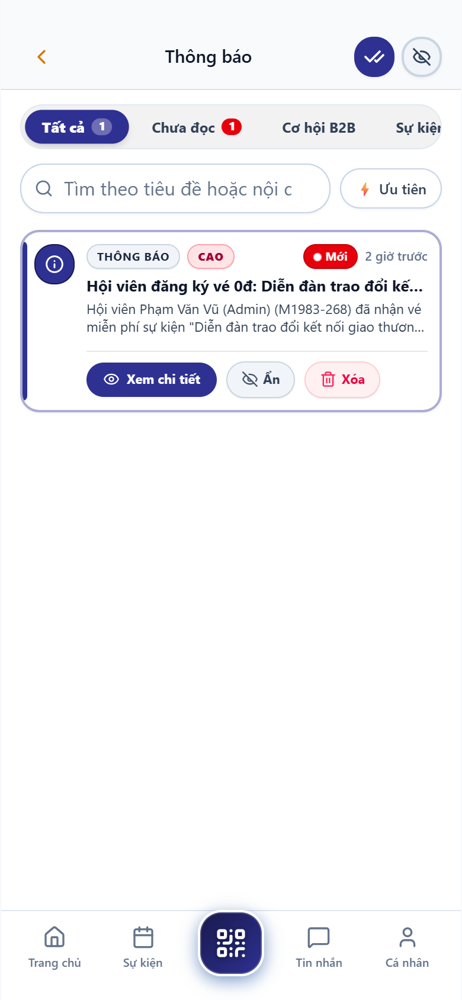 Thông báo
Tất cả 1 Chưa đọc 1 Cơ hội B2B Sự kiện
Tìm theo tiêu đề hoặc nội c Ưu tiên
THÔNG BÁO CAO Mới 2 giờ trước
Hội viên đăng ký vé 0đ: Diễn đàn trao đổi kế...
Hội viên Phạm Văn Vũ (Admin) (M1983-268) đã nhận vé
miễn phí sự kiện "Diễn đàn trao đổi kết nối giao thươn...
Xem chi tiết Ẩn Xóa
Trang chủ Sự kiện Tin nhắn Cá nhân